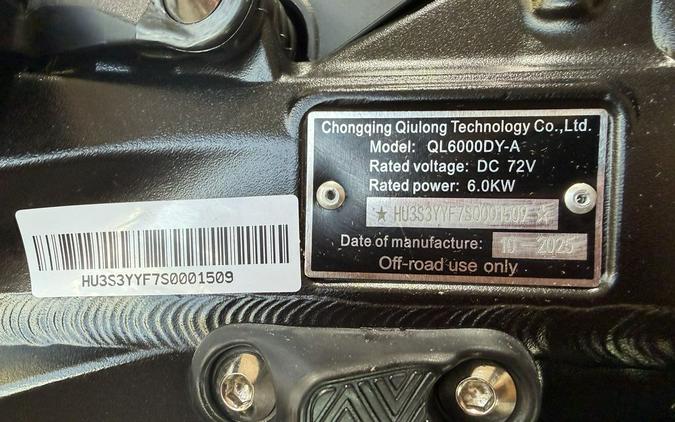 Chongqing Qiulong Technology Co.,Ltd.
Model: QL6000DY-A
Rated voltage: DC 72V
Rated power: 6.0KW
★ HU3S3YYF7S0001509 ★
Date of manufacture: 10 - 2025
Off-road use only
HU3S3YYF7S0001509